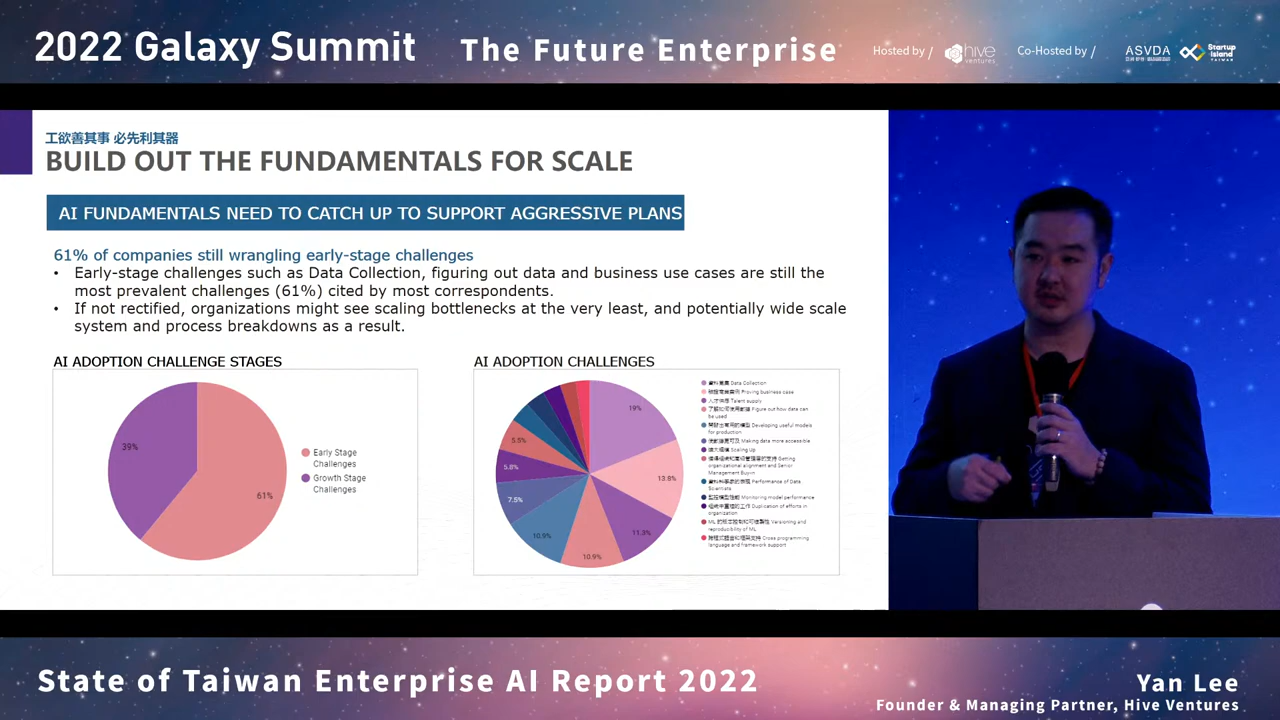 2022 Galaxy Summit
The Future Enterprise
Hosted by /
hive
ventures
Co-Hosted by /
ASVDA
Startup
Island
TAIWAN
工欲善其事 必先利其器
BUILD OUT THE FUNDAMENTALS FOR SCALE
AI FUNDAMENTALS NEED TO CATCH UP TO SUPPORT AGGRESSIVE PLANS
61% of companies still wrangling early-stage challenges
• Early-stage challenges such as Data Collection, figuring out data and business use cases are still the
most prevalent challenges (61%) cited by most correspondents.
• If not rectified, organizations might see scaling bottlenecks at the very least, and potentially wide scale
system and process breakdowns as a result.
AI ADOPTION CHALLENGE STAGES
39%
61%
Early Stage
Challenges
Growth Stage
Challenges
AI ADOPTION CHALLENGES
19%
13.8%
11.3%
10.9%
10.9%
7.5%
5.8%
5.5%
Data Collection
Proving business case
Talent supply
Figure out how data can
be used
Developing useful models
for production
Making data more accessible
Scaling Up
Getting
organizational alignment and Senior
Management Buy-in
Performance of Data
Scientists
Monitoring model performance
Duplication of efforts in
organization
Versioning and
reproducibility of ML
Cross programming
language and framework support
State of Taiwan Enterprise AI Report 2022
Yan Lee
Founder & Managing Partner, Hive Ventures